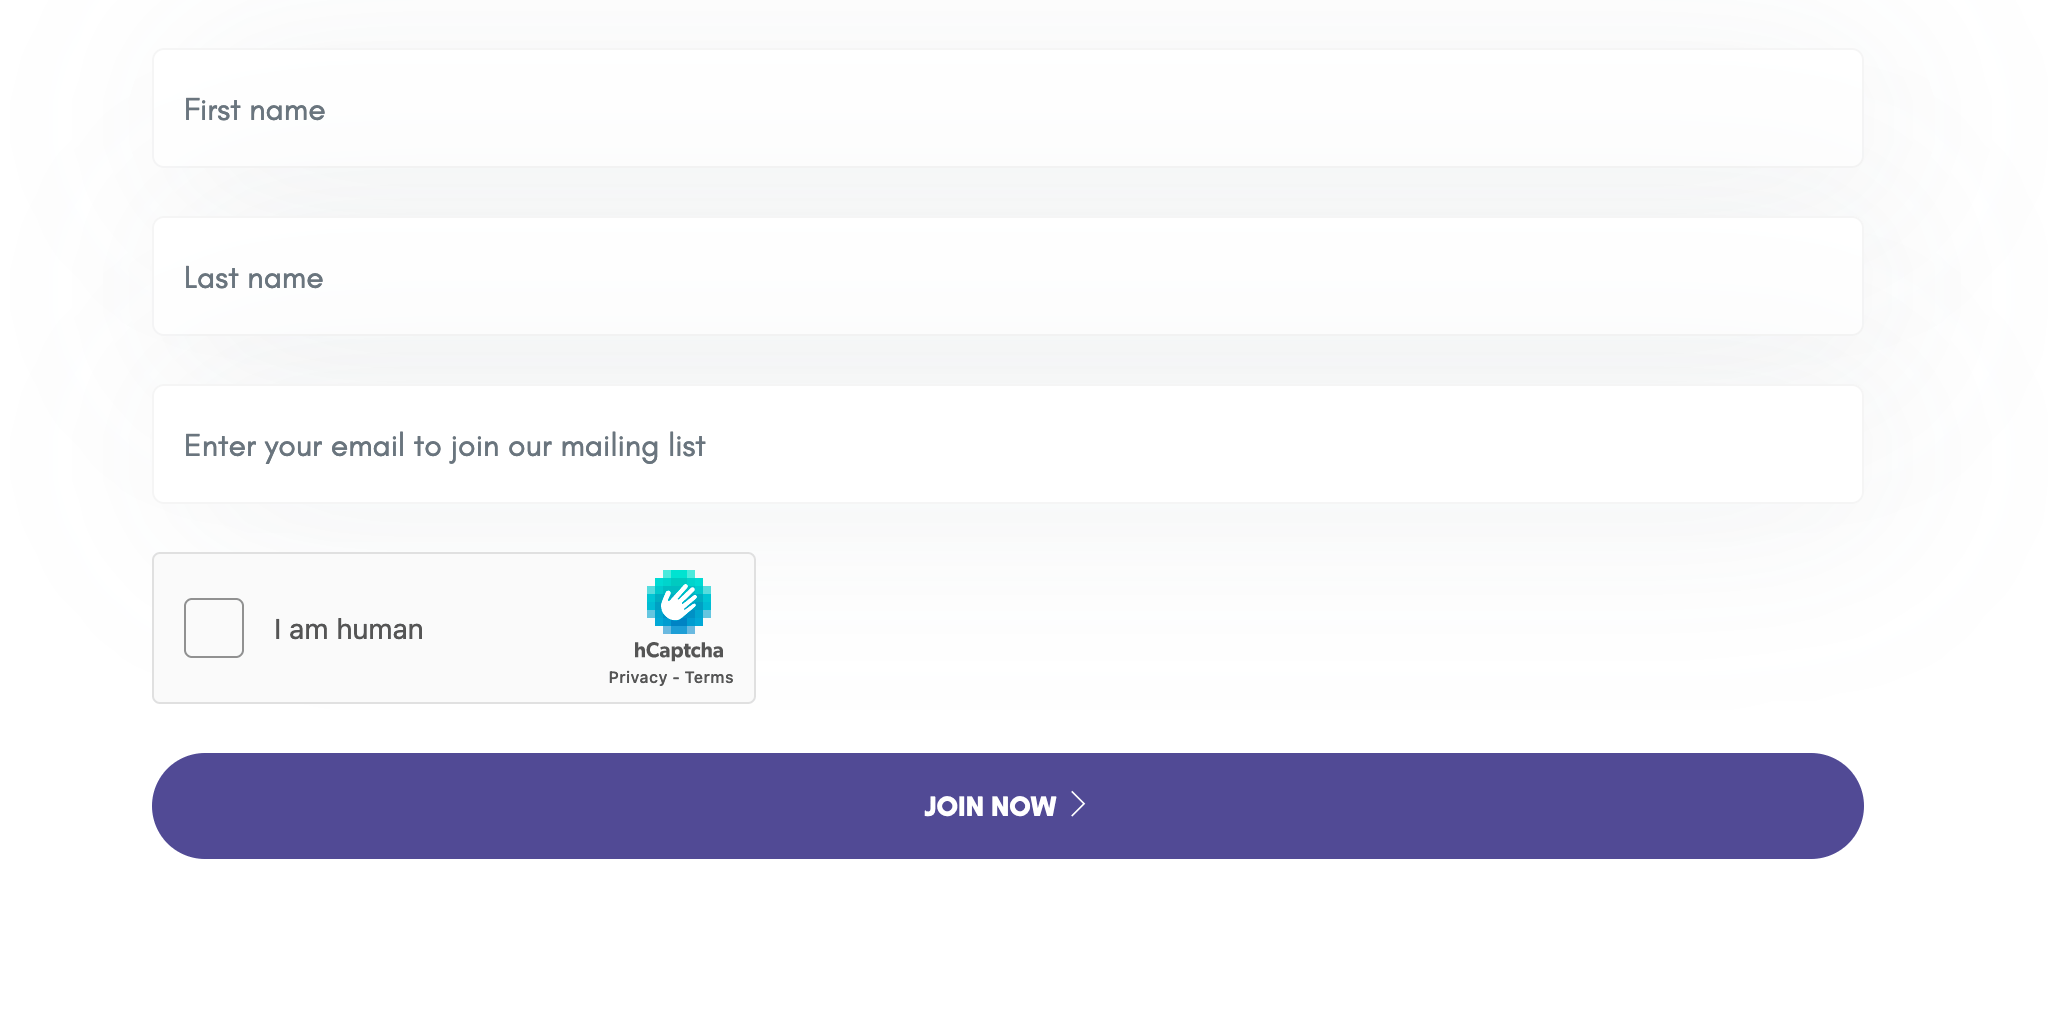 First name
Last name
Enter your email to join our mailing list
I am human
hCaptcha
Privacy - Terms
JOIN NOW